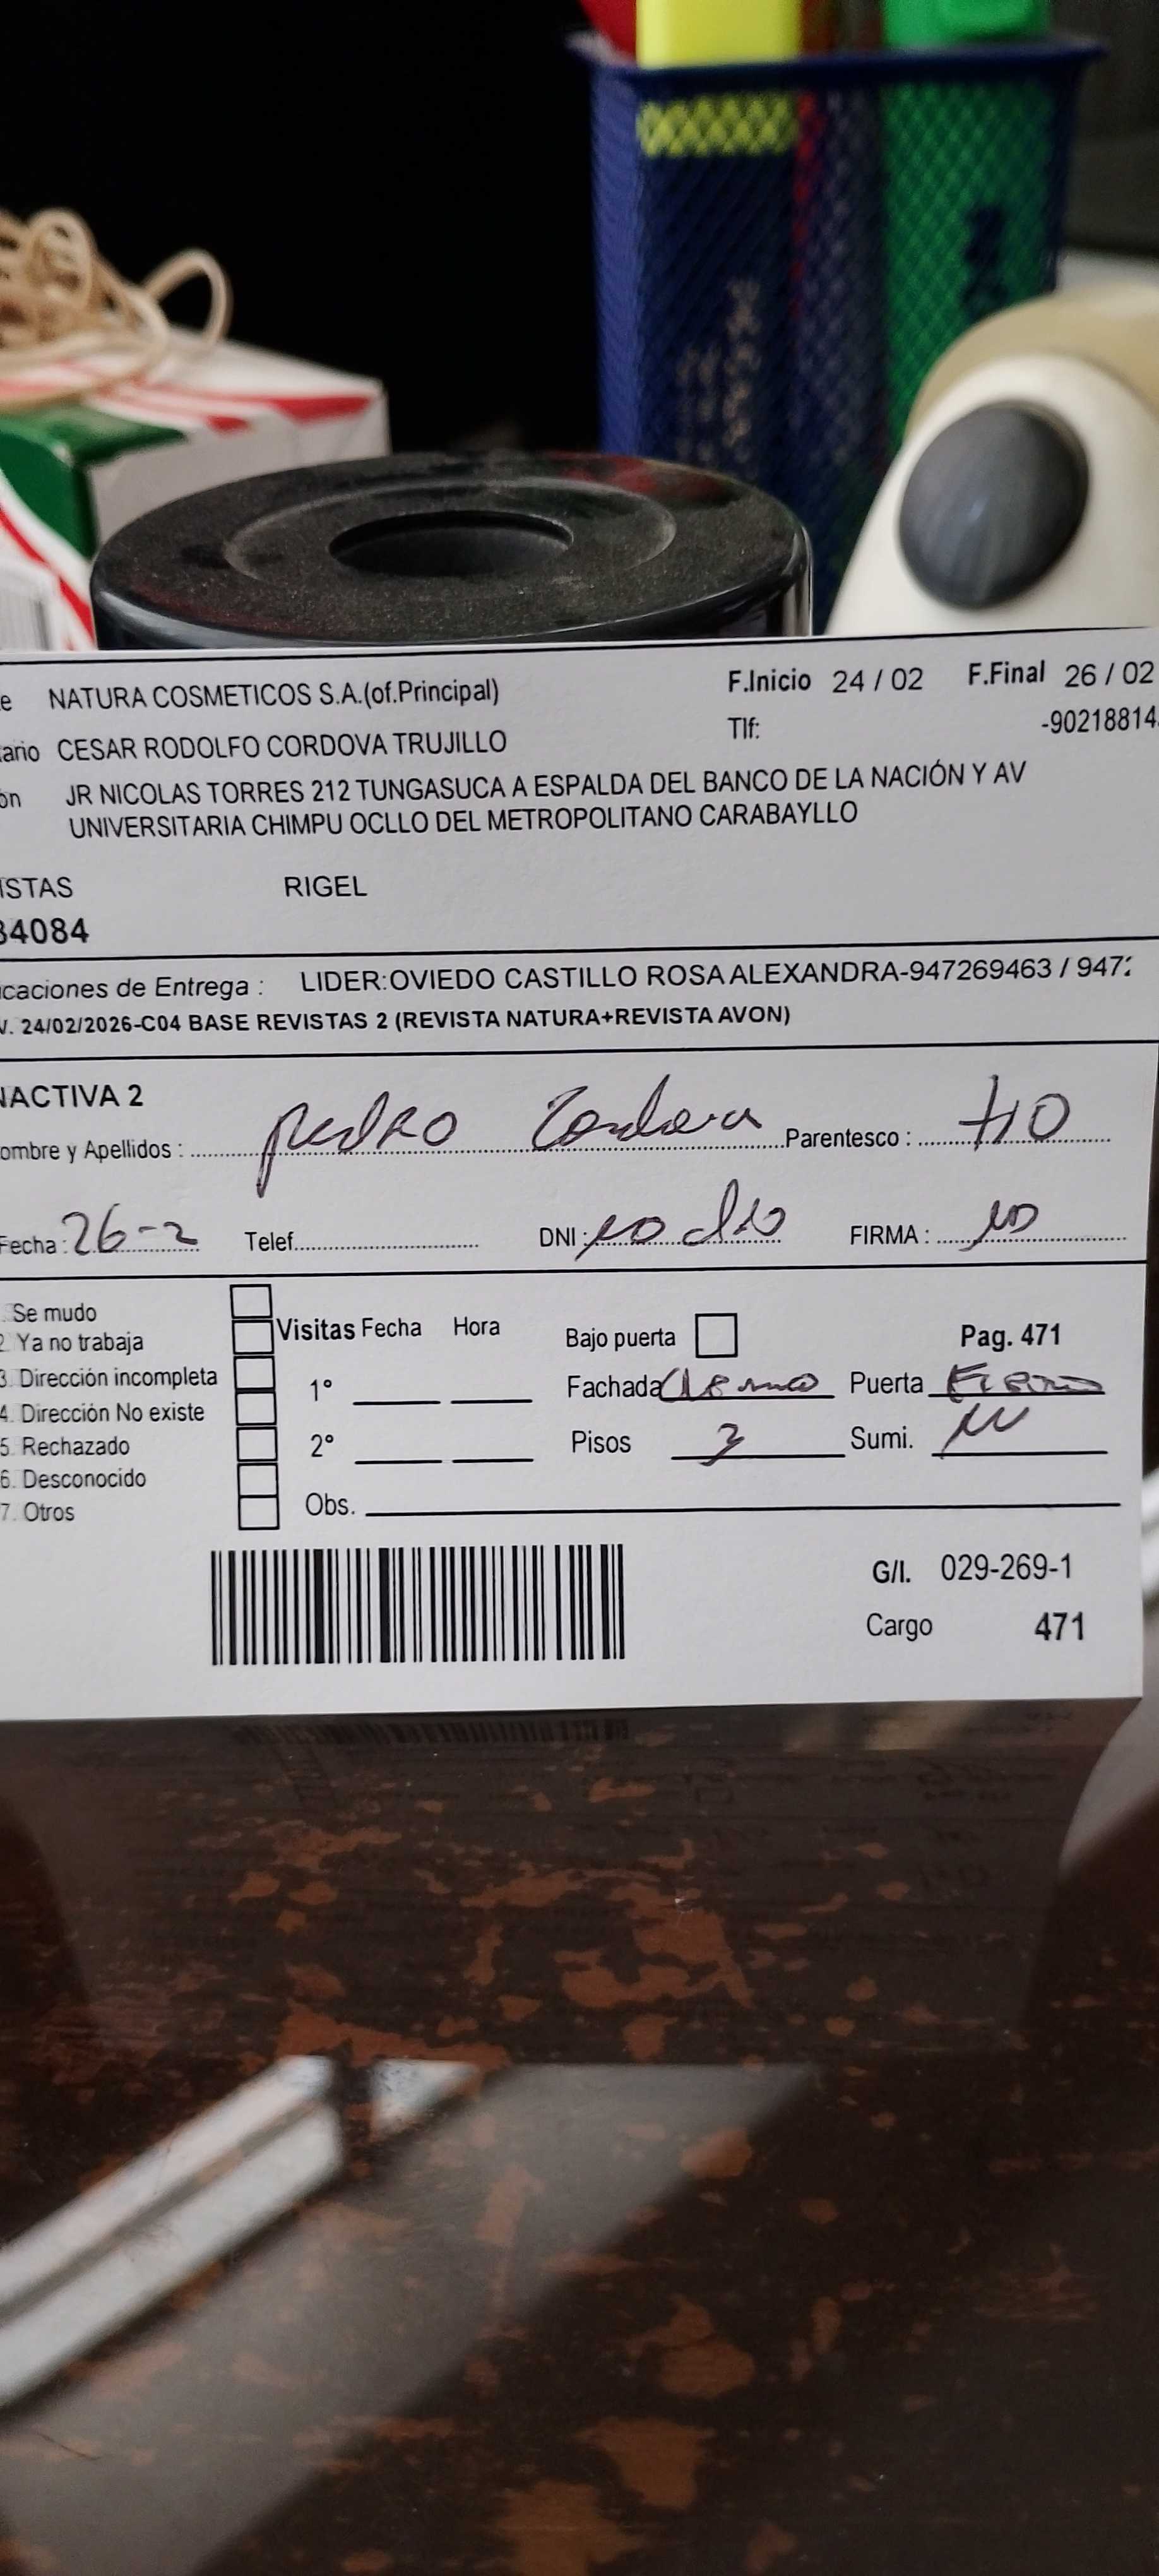 e NATURA COSMETICOS S.A.(of.Principal) F.Inicio 24 / 02 F.Final 26 / 02
ario CESAR RODOLFO CORDOVA TRUJILLO Tlf: -90218814
ón JR NICOLAS TORRES 212 TUNGASUCA A ESPALDA DEL BANCO DE LA NACIÓN Y AV
UNIVERSITARIA CHIMPU OCLLO DEL METROPOLITANO CARABAYLLO
ISTAS RIGEL
34084
caciones de Entrega : LIDER:OVIEDO CASTILLO ROSA ALEXANDRA-947269463 / 947
V. 24/02/2026-C04 BASE REVISTAS 2 (REVISTA NATURA+REVISTA AVON)
NACTIVA 2
ombre y Apellidos : pedRO Cordova Parentesco : tio
Fecha : 26-2 Telef. DNI : no dio FIRMA : no
Se mudo
2. Ya no trabaja Visitas Fecha Hora Bajo puerta Pag. 471
3. Dirección incompleta 1° Fachada Puerta
4. Dirección No existe
5. Rechazado 2° Pisos 3 Sumi.
6. Desconocido
7. Otros Obs.
G/I. 029-269-1
Cargo 471